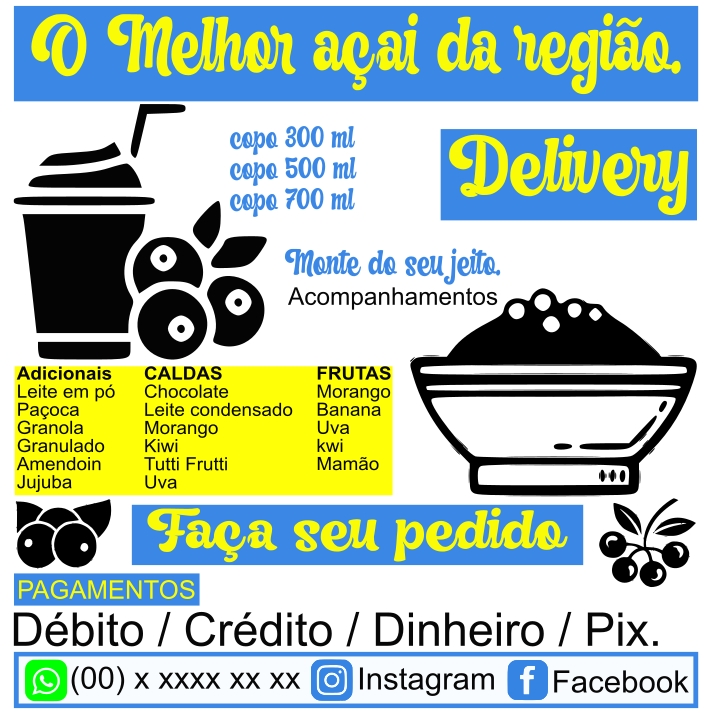 O Melhor açai da região.
copo 300 ml
copo 500 ml
copo 700 ml
Delivery
Monte do seu jeito.
Acompanhamentos
Adicionais CALDAS FRUTAS
Leite em pó Chocolate Morango
Paçoca Leite condensado Banana
Granola Morango Uva
Granulado Kiwi kwi
Amendoin Tutti Frutti Mamão
Jujuba Uva
Faça seu pedido
PAGAMENTOS
Débito / Crédito / Dinheiro / Pix.
(00) x xxxx xx xx Instagram Facebook